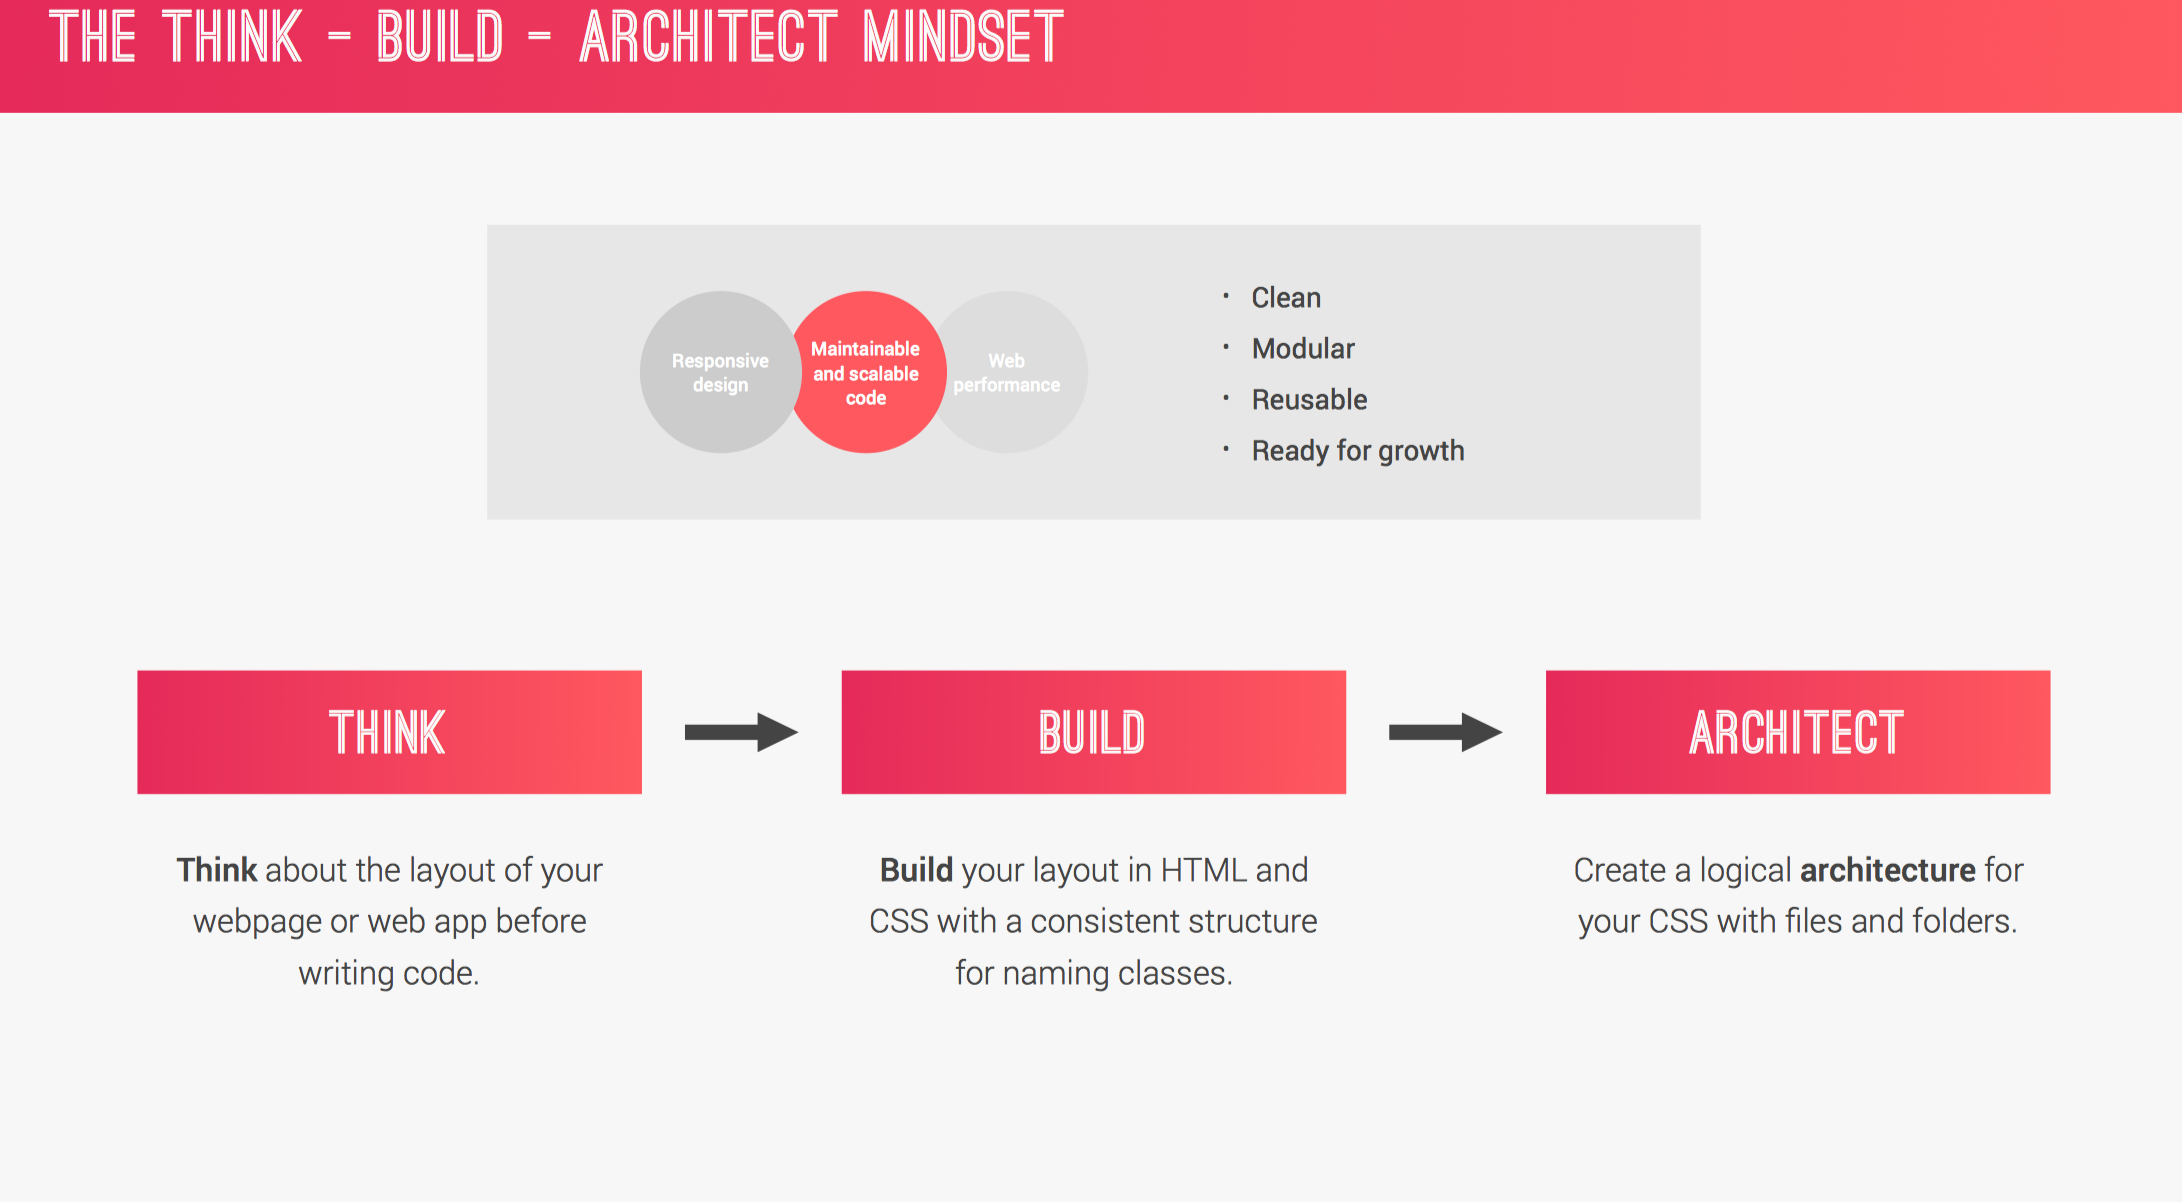 THE THINK - BUILD - ARCHITECT MINDSET
Responsive
design
Maintainable
and scalable
code
Web
performance
· Clean
· Modular
· Reusable
· Ready for growth
THINK
Think about the layout of your
webpage or web app before
writing code.
BUILD
Build your layout in HTML and
CSS with a consistent structure
for naming classes.
ARCHITECT
Create a logical architecture for
your CSS with files and folders.